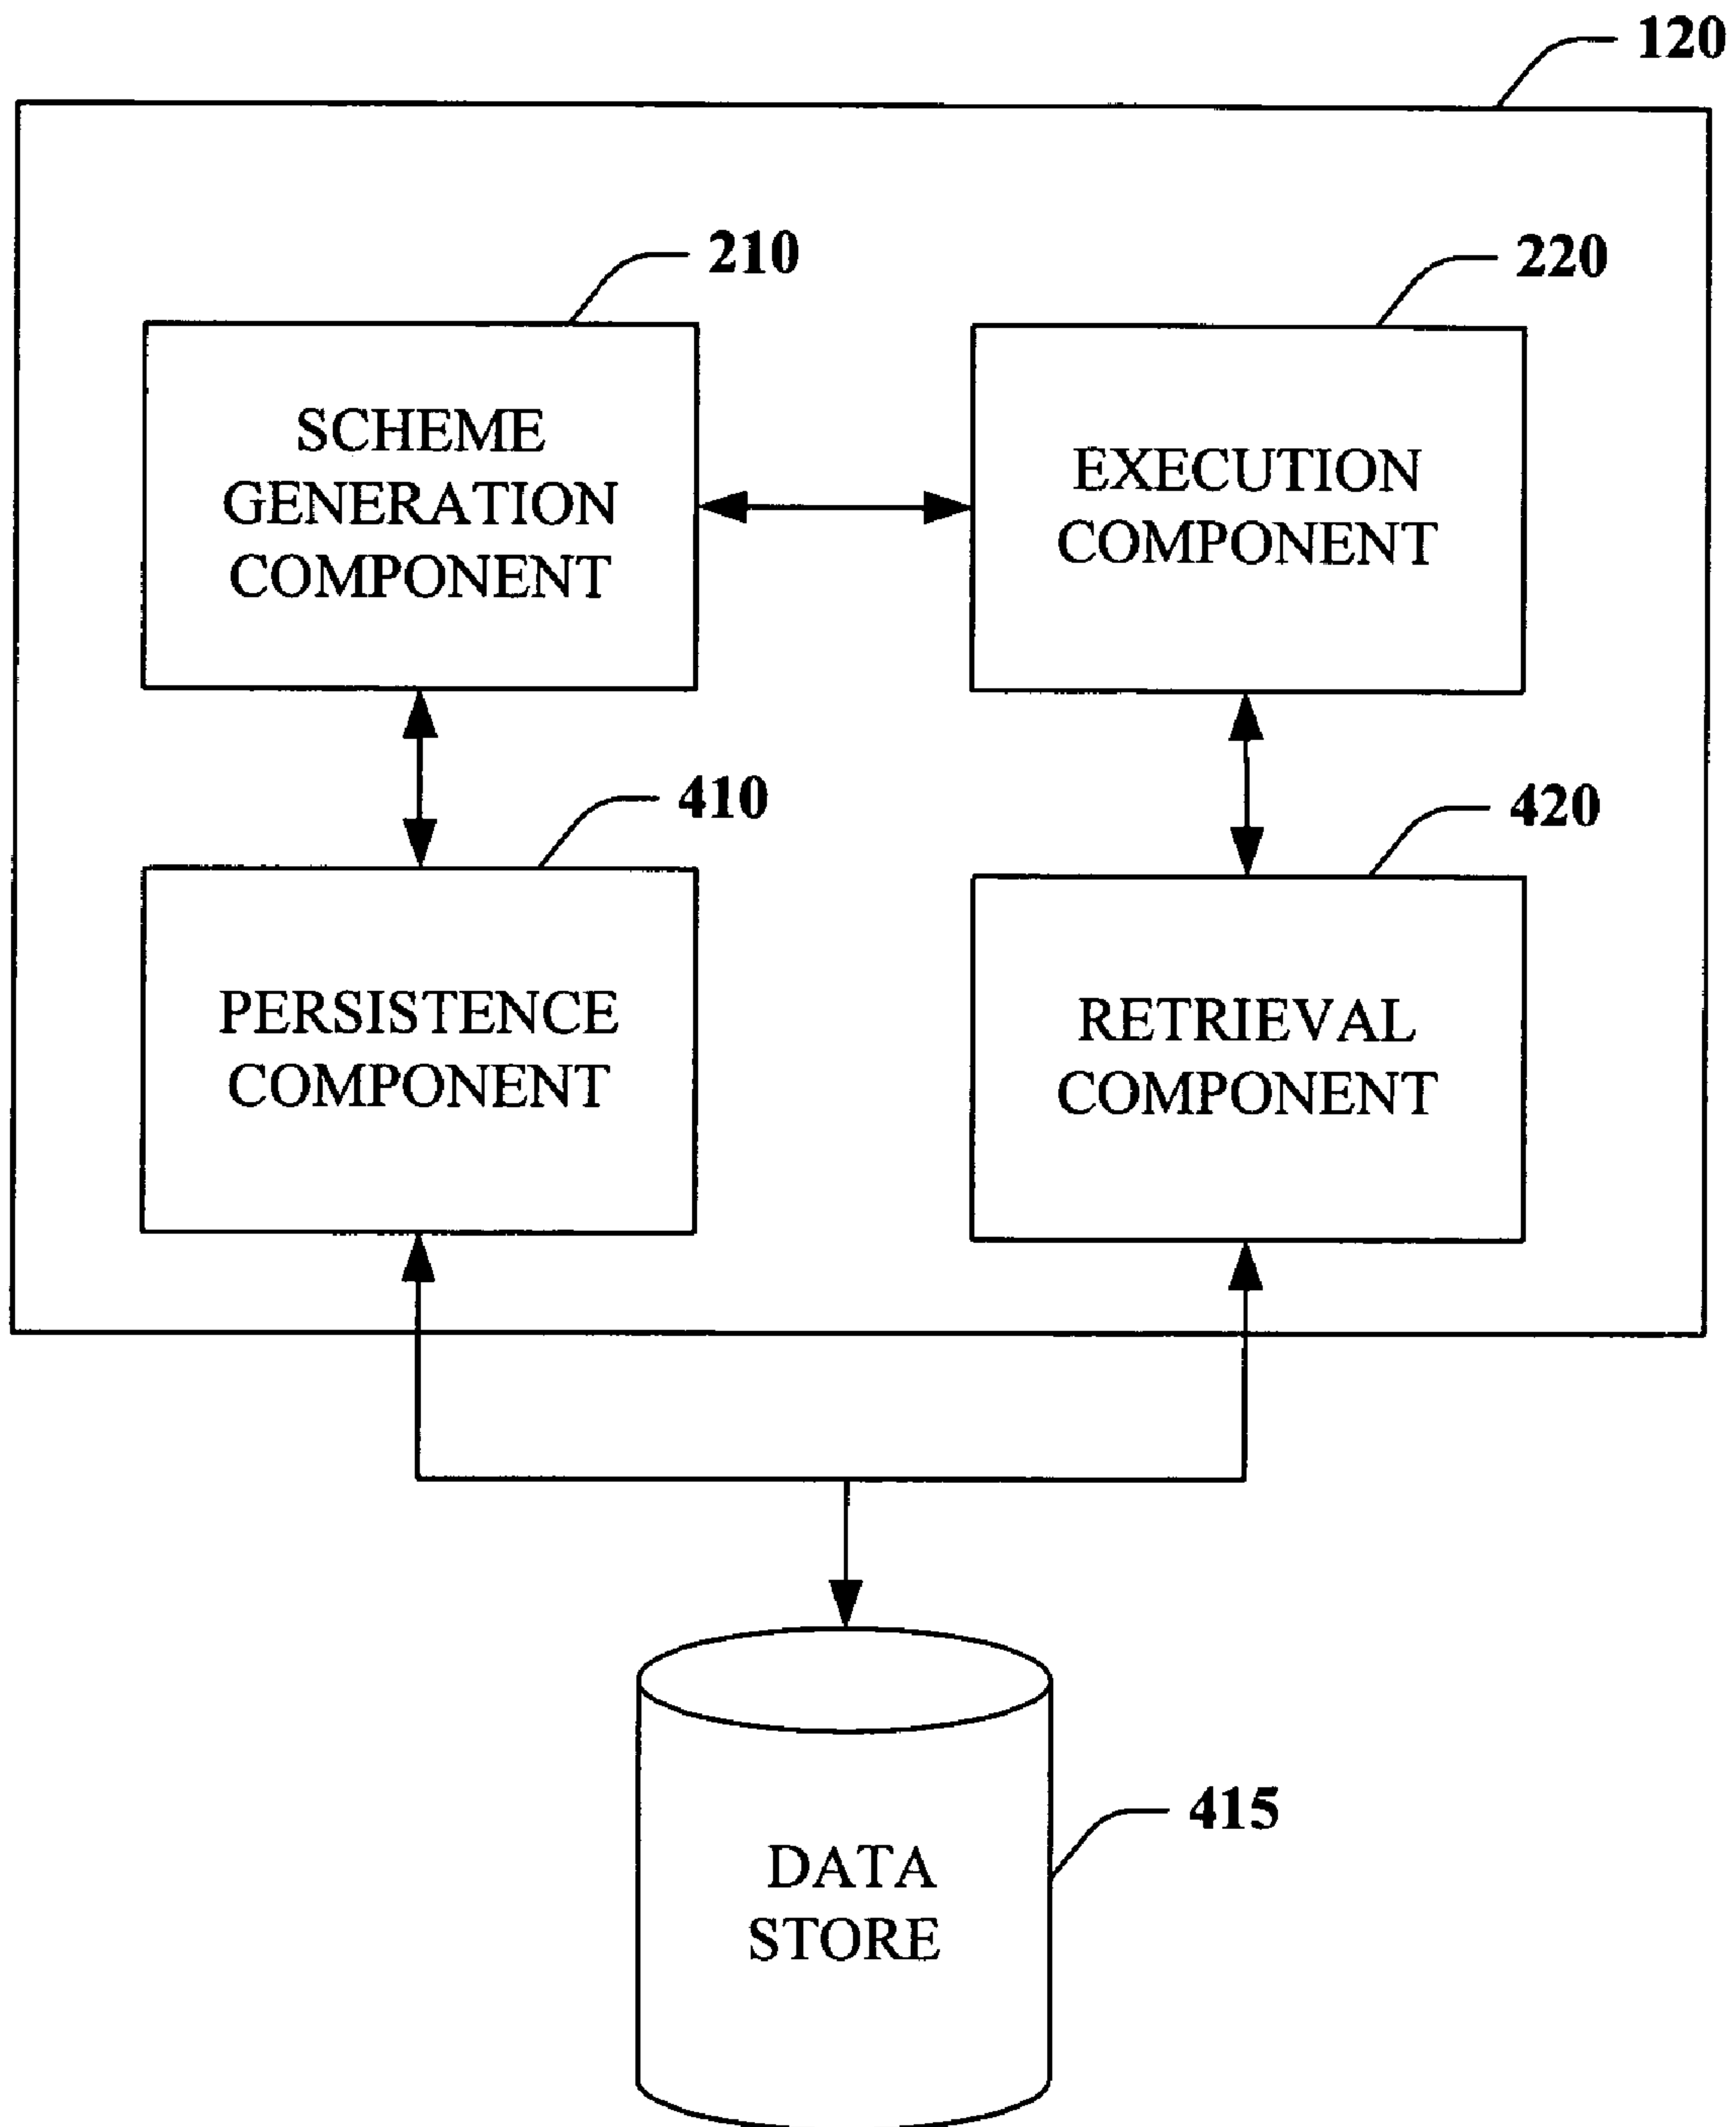 120
210
220
SCHEME
GENERATION
COMPONENT
EXECUTION
COMPONENT
410
420
PERSISTENCE
COMPONENT
RETRIEVAL
COMPONENT
415
DATA
STORE